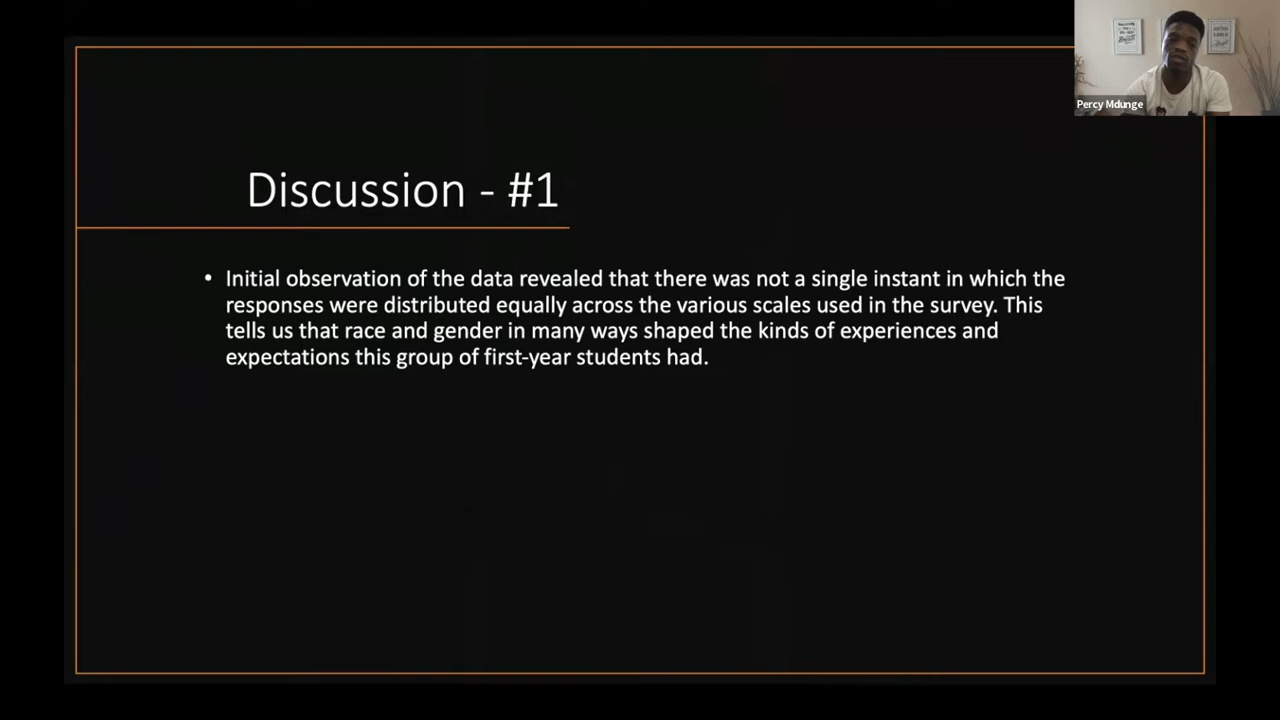 Percy Mdunge
Discussion - #1
• Initial observation of the data revealed that there was not a single instant in which the
responses were distributed equally across the various scales used in the survey. This
tells us that race and gender in many ways shaped the kinds of experiences and
expectations this group of first-year students had.